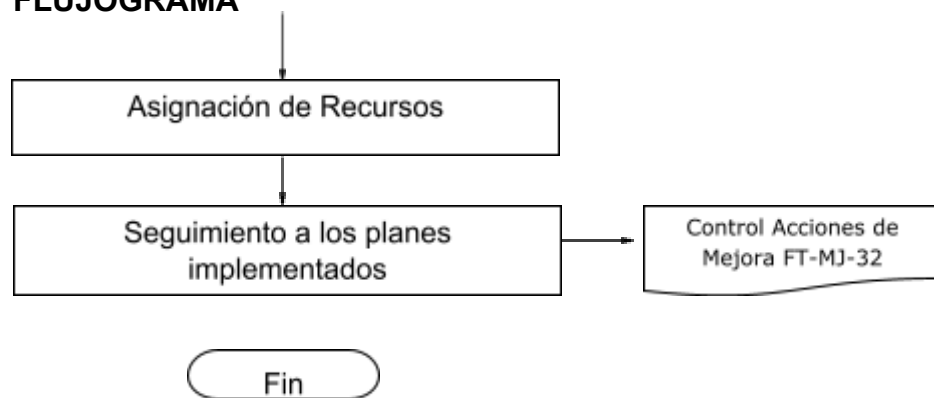 FLUJOGRAMA
Asignación de Recursos
Seguimiento a los planes
implementados
Control Acciones de
Mejora FT-MJ-32
Fin